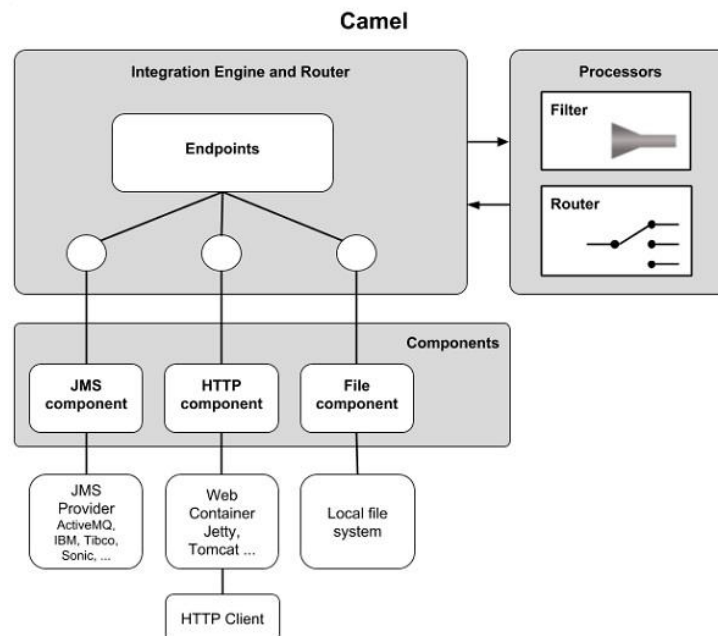 Camel
Integration Engine and Router
Processors
Endpoints
Filter
Router
Components
JMS
component
HTTP
component
File
component
JMS
Provider
ActiveMQ,
IBM, Tibco,
Sonic, ...
Web
Container
Jetty,
Tomcat ...
Local file
system
HTTP Client